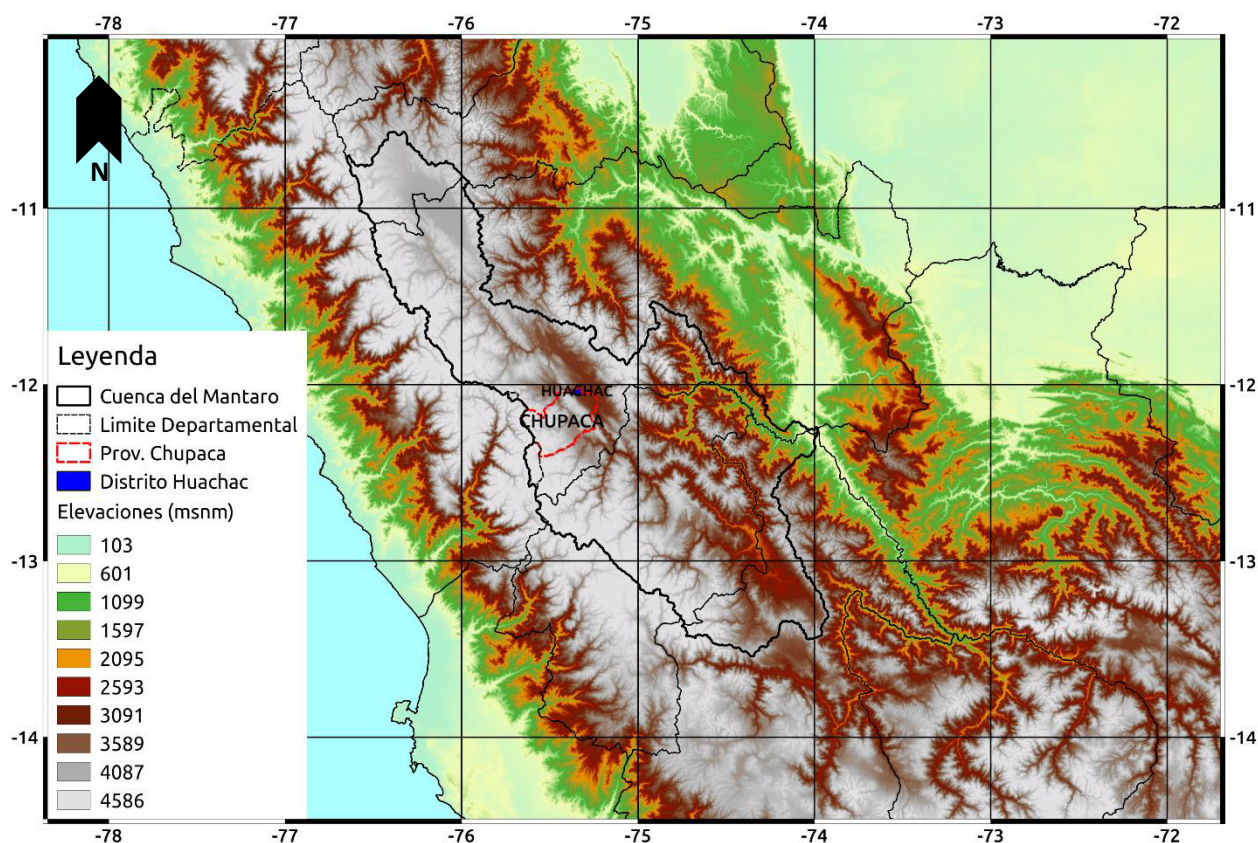 -78 -77 -76 -75 -74 -73 -72
N
-11 -11
-12 -12
-13 -13
-14 -14
HUACHAC
CHUPACA
Leyenda
Cuenca del Mantaro
Limite Departamental
Prov. Chupaca
Distrito Huachac
Elevaciones (msnm)
103
601
1099
1597
2095
2593
3091
3589
4087
4586
-78 -77 -76 -75 -74 -73 -72